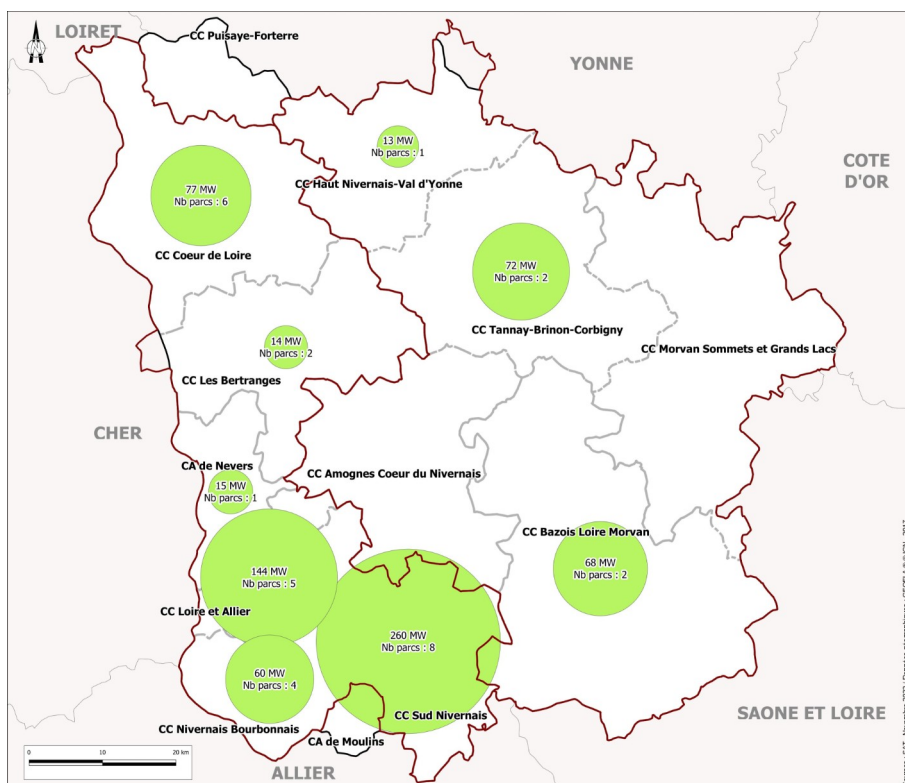 LOIRET
CC Puisaye-Forterre
N
YONNE
13 MW
Nb parcs : 1
COTE
D'OR
CC Haut Nivernais-Val d'Yonne
77 MW
Nb parcs : 6
CC Coeur de Loire
72 MW
Nb parcs : 2
CC Tannay-Brinon-Corbigny
14 MW
Nb parcs : 2
CC Morvan Sommets et Grands Lacs
CC Les Bertranges
CHER
CA de Nevers
15 MW
Nb parcs : 1
CC Amognes Coeur du Nivernais
CC Bazois Loire Morvan
68 MW
Nb parcs : 2
144 MW
Nb parcs : 5
CC Loire et Allier
260 MW
Nb parcs : 8
60 MW
Nb parcs : 4
CC Sud Nivernais
SAONE ET LOIRE
CC Nivernais Bourbonnais
CA de Moulins
ALLIER
0 10 20 km